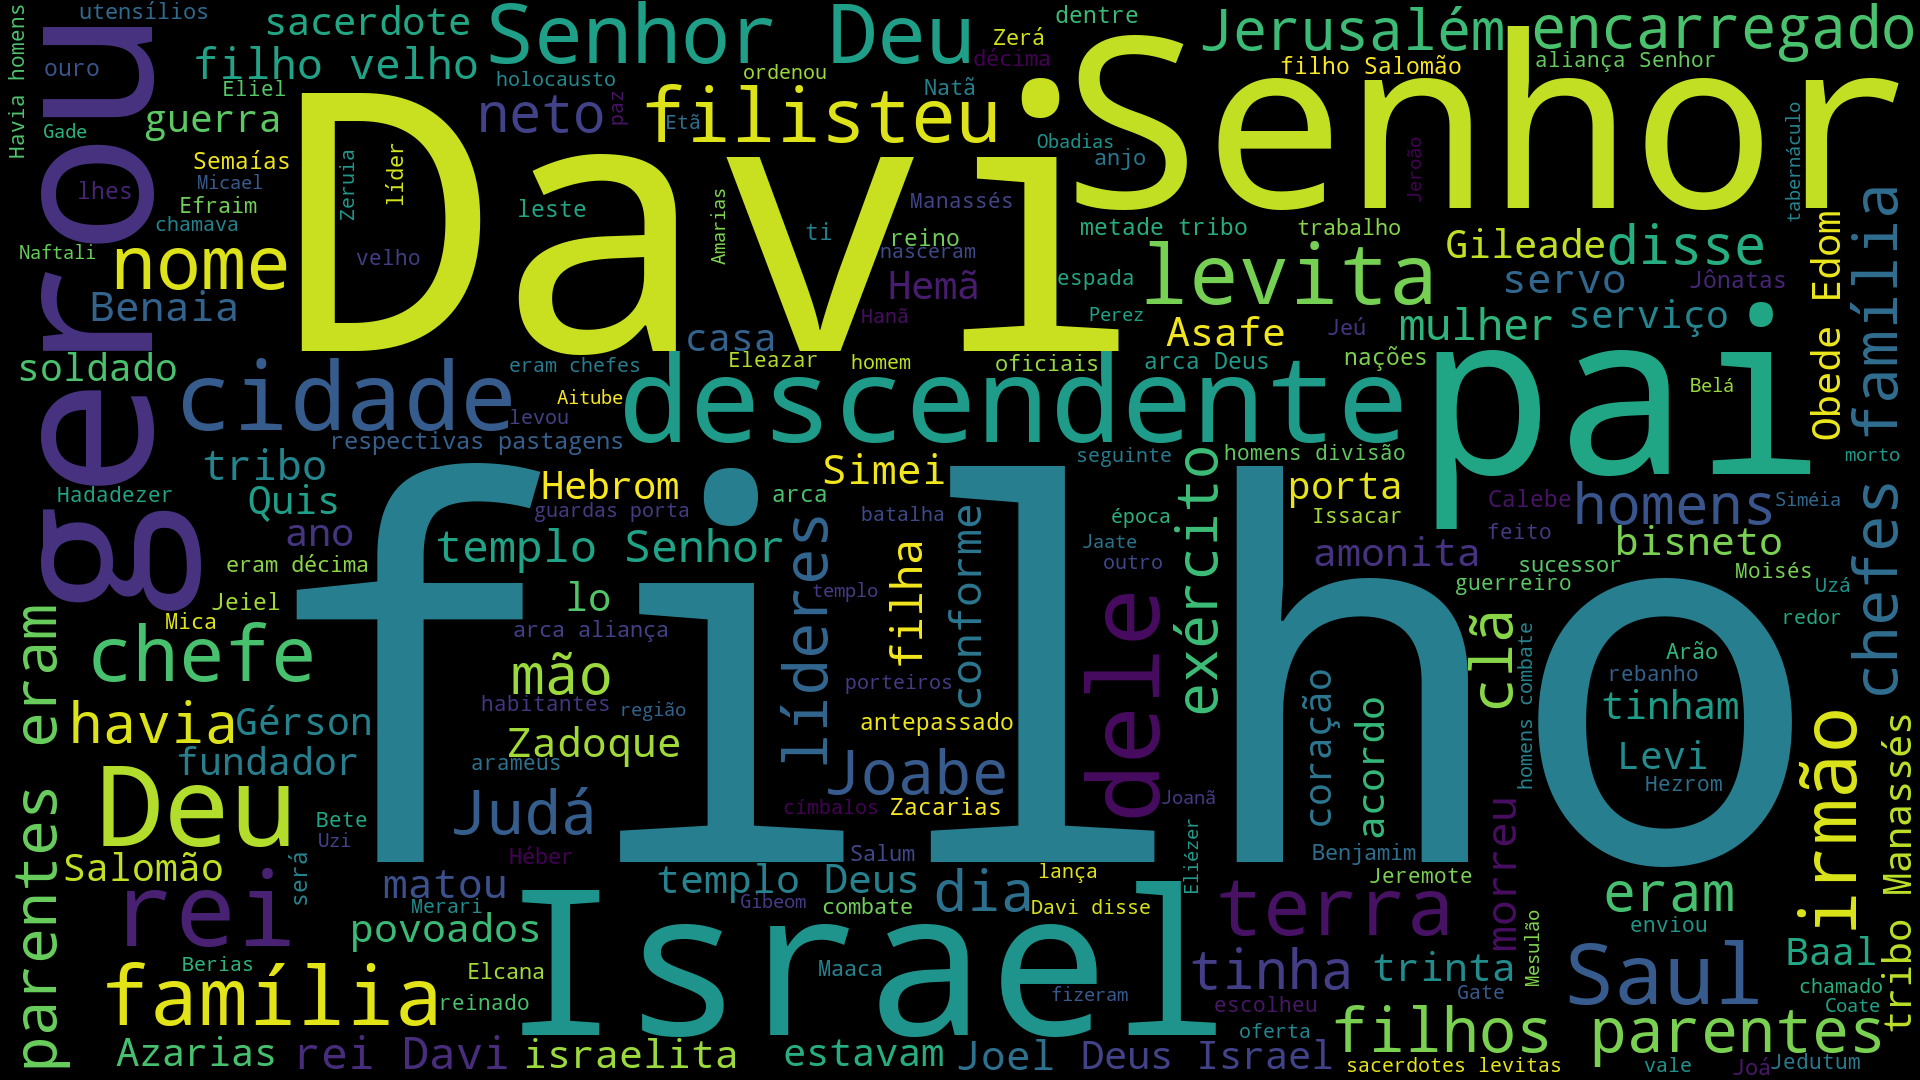 Havia homens
utensílios
sacerdote
Senhor Deu
dentre
Zerá
décima
Jerusalém
encarregado
ouro
filho velho
Eliel
holocausto
ordenou
Natã
filho Salomão
aliança Senhor
gerou
Gade
guerra
neto
paz
filisteu
Etã
Obadias
anjo
Senhor
Jeroão
tabernáculo
Semaías
Micael
lhes
Efraim
chamava
Zeruia
líder
Davi
leste
Amarias
ti
Manassés
reino
nasceram
metade tribo
trabalho
Naftali
nome
velho
Hemã
espada
levita
Gileade
disse
servo
Jônatas
Obede Edom
chefes família
Benaia
Hanã
Perez
casa
Asafe
Jeú
mulher
serviço
soldado
eram chefes
Eleazar
homem
oficiais
arca Deus
nações
pai
Belá
cidade
Aitube
levou
descendente
respectivas pastagens
tribo
seguinte
homens divisão
morto
Hadadezer
Quis
Hebrom
Simei
arca
exército
porta
Calebe
homens
Siméia
ano
guardas porta
batalha
época
Issacar
feito
templo Senhor
líderes
filha
conforme
Jaate
outro
amonita
bisneto
eram décima
sucessor
guerreiro
Moisés
Uzá
Jeiel
lo
templo
dele
Mica
arca aliança
filho
clã
redor
parentes eram
chefe
mão
porteiros
homens combate
Arão
rebanho
havia
Gérson
habitantes
região
antepassado
coração
acordo
tinham
irmão
tribo Manassés
fundador
Zadoque
arameus
Joabe
Levi
Hezrom
Deu
Judá
címbalos
Zacarias
Joanã
morreu
Bete
Uzi
Héber
Salum
Eliézer
Benjamim
Salomão
será
matou
templo Deus
dia
lança
Jeremote
rei
Merari
Gibeom
combate
Davi disse
terra
eram
povoados
Israel
Mesulão
enviou
Berias
Elcana
Maaca
tinha
trinta
Saul
Baal
família
reinado
fizeram
escolheu
Gate
chamado
Coate
oferta
filhos parentes
Azarias
rei Davi
israelita
estavam
Joel
Deus Israel
sacerdotes levitas
vale
Joá
Jedutum